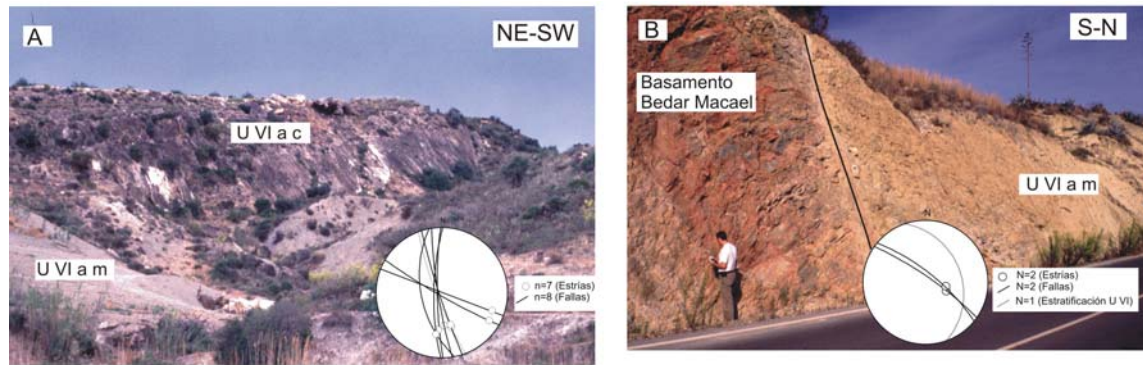 A
NE-SW
U VI a c
U VI a m
n=7 (Estrías)
n=8 (Fallas)
B
S-N
Basamento
Bedar Macael
U VI a m
N
N=2 (Estrías)
N=2 (Fallas)
N=1 (Estratificación U VI)